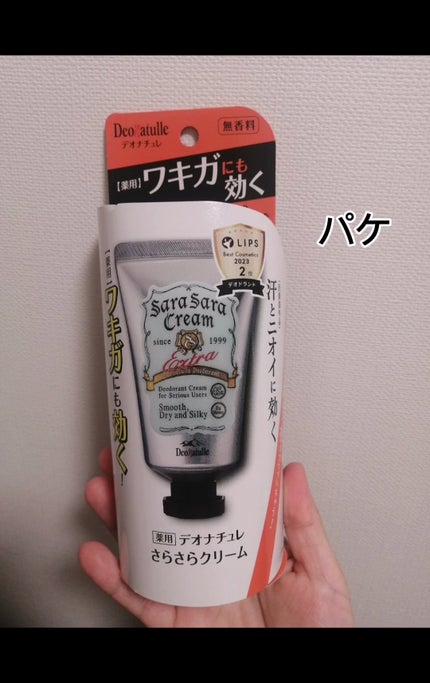 DeoNatulle
デオナチュレ
無香料
【薬用】ワキガにも効く
パケ
LIPS
Best Cosmetics
2023
2位
デオドラント
汗とニオイに効く
【薬用】ワキガにも効く!
Sara Sara
Cream
since 1999
Extra
Deodorant Cream
for Serious Users
Smooth,
Dry and Silky
DeoNatulle
薬用 デオナチュレ
さらさらクリーム